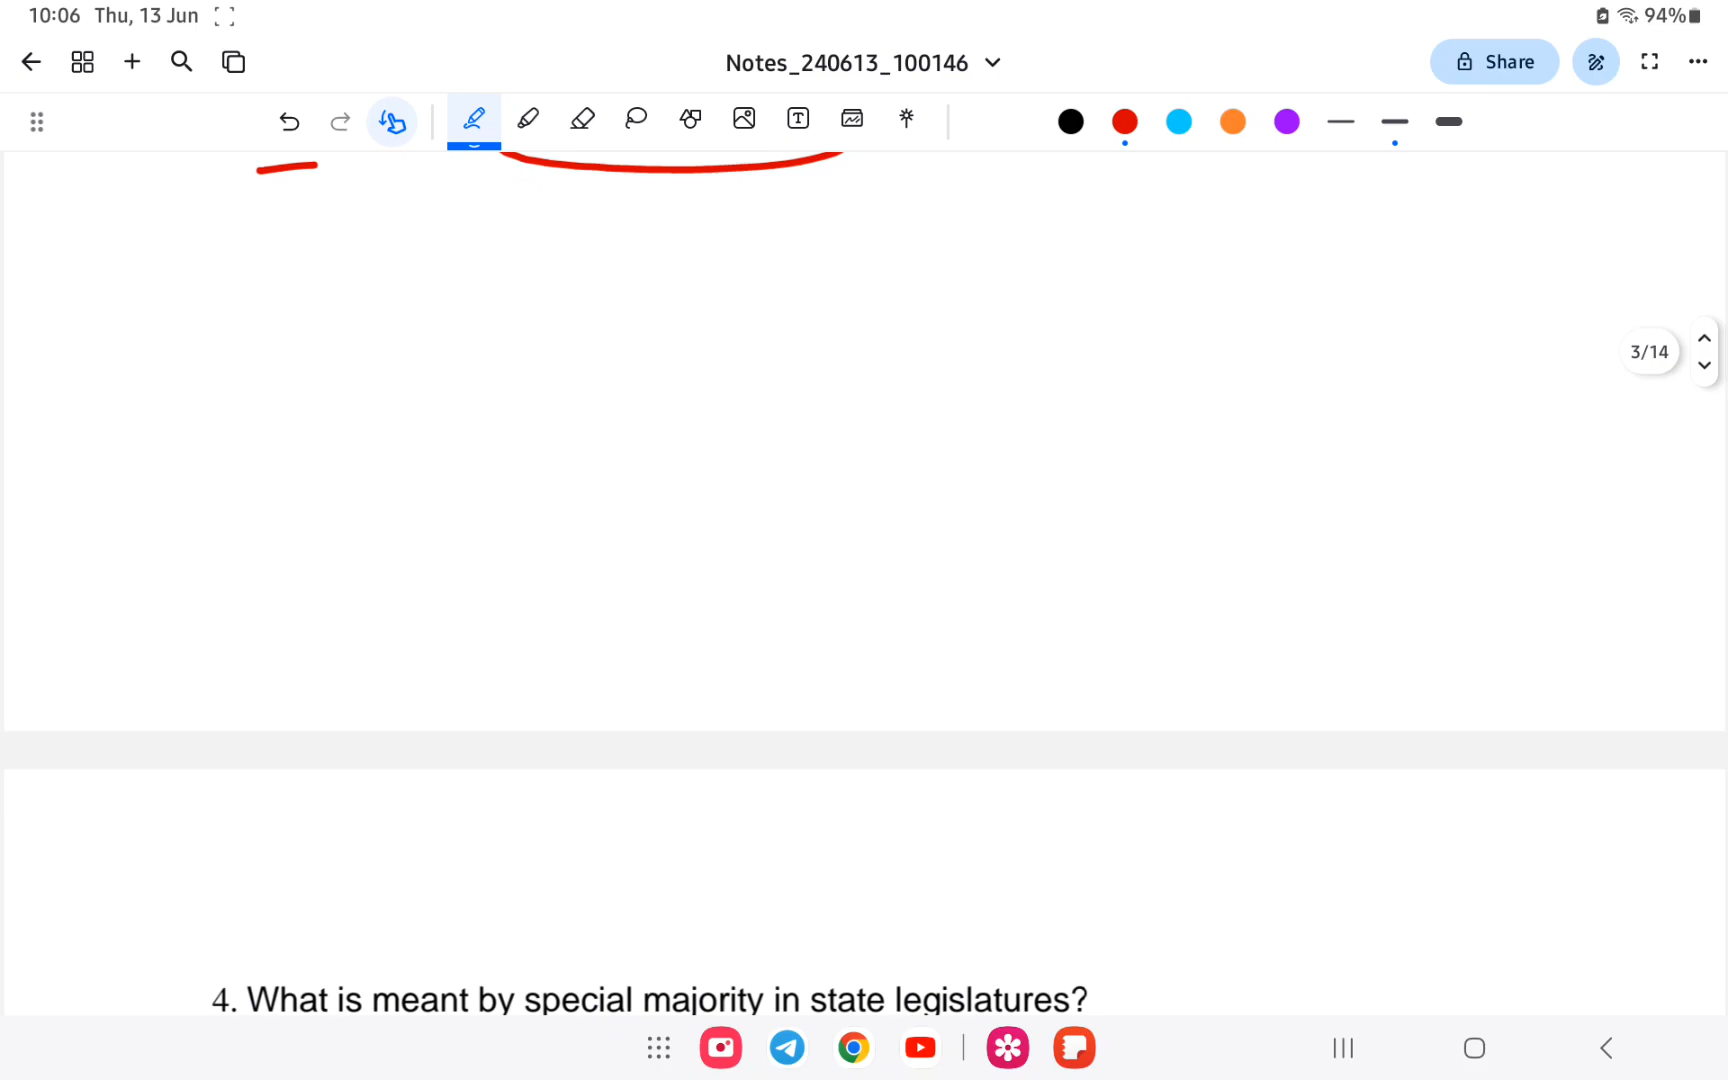 10:06 Thu, 13 Jun 94%
Notes_240613_100146
Share
3/14
4. What is meant by special majority in state legislatures?